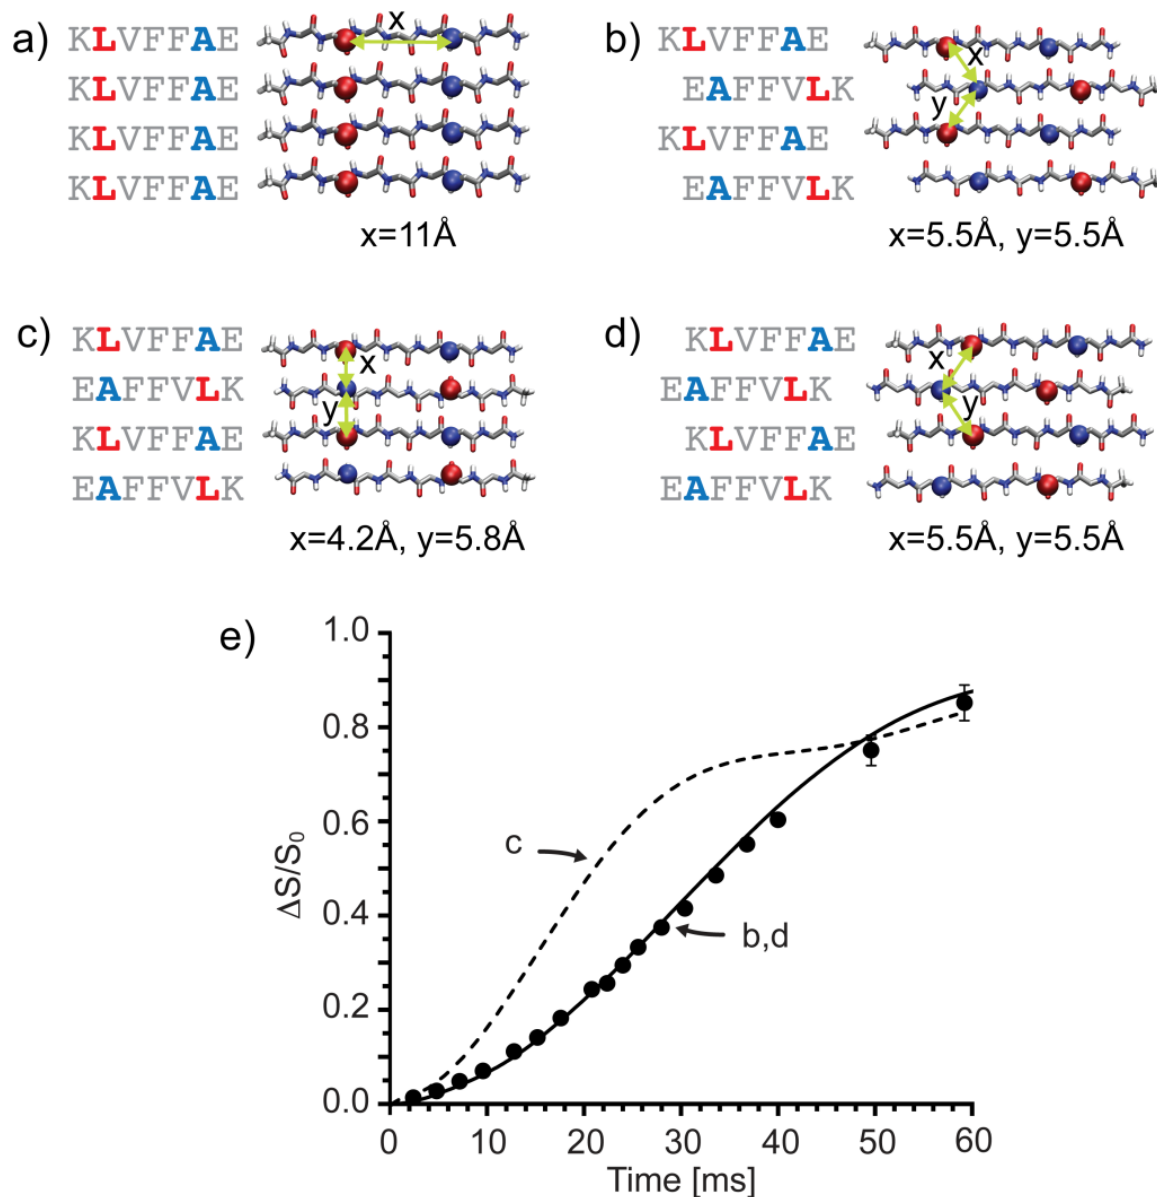 a)
KLVFFAE
KLVFFAE
KLVFFAE
KLVFFAE
x
x=11Å
b)
KLVFFAE
EAFFVLK
KLVFFAE
EAFFVLK
x
y
x=5.5Å, y=5.5Å
c)
KLVFFAE
EAFFVLK
KLVFFAE
EAFFVLK
x
y
x=4.2Å, y=5.8Å
d)
KLVFFAE
EAFFVLK
KLVFFAE
EAFFVLK
x
y
x=5.5Å, y=5.5Å
e)
1.0
0.8
0.6
0.4
0.2
0.0
ΔS/S₀
c
b,d
0 10 20 30 40 50 60
Time [ms]